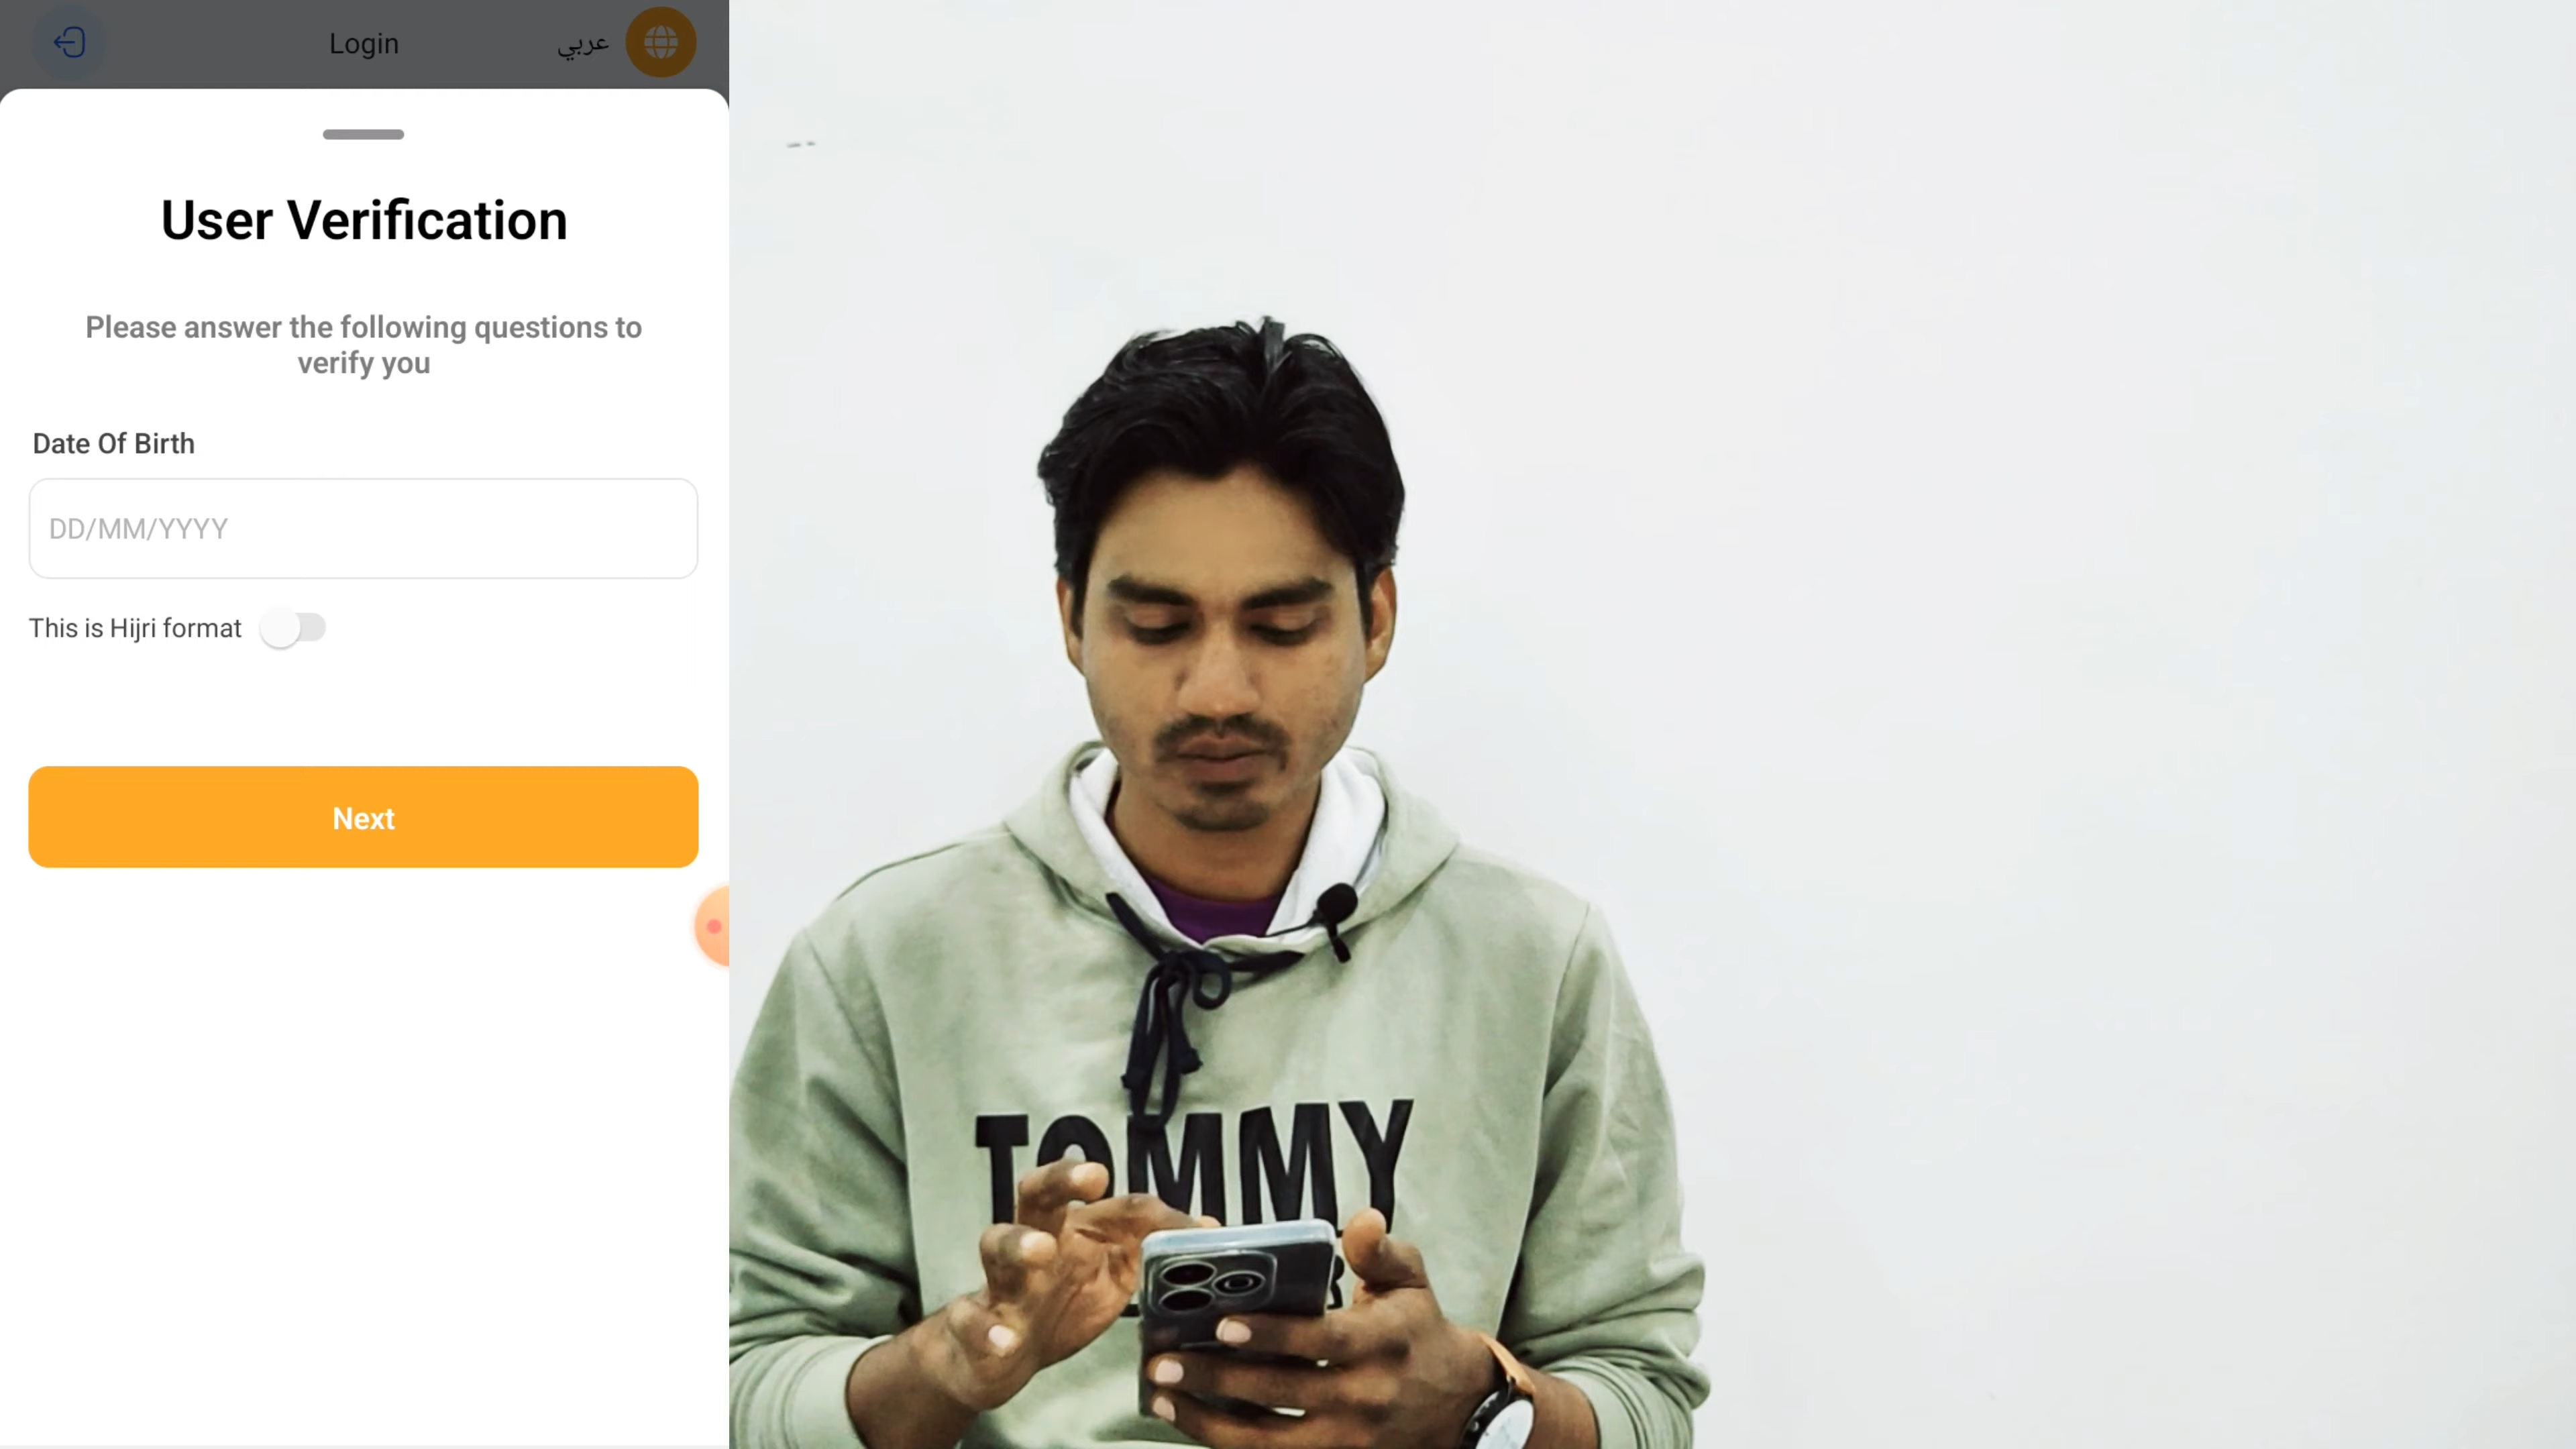 Login
عربي
User Verification
Please answer the following questions to
verify you
Date Of Birth
DD/MM/YYYY
This is Hijri format
Next
TOMMY